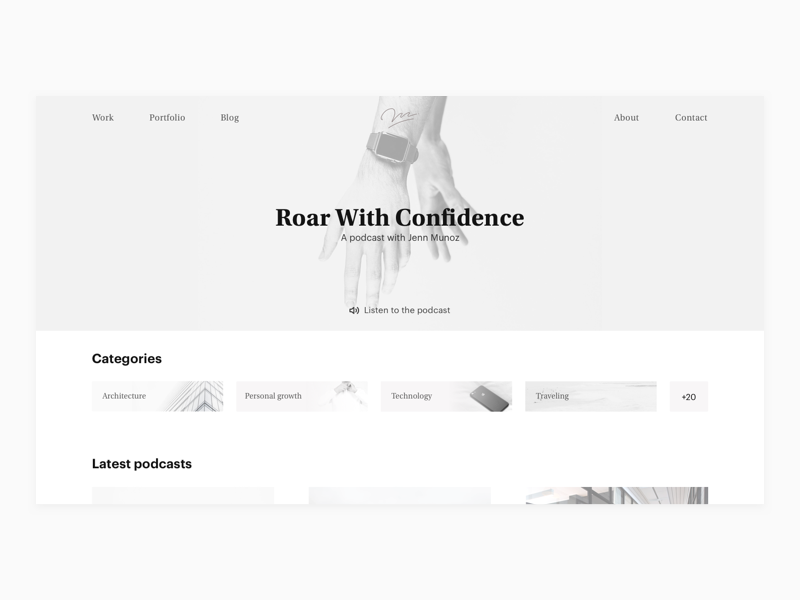 Work Portfolio Blog About Contact
Roar With Confidence
A podcast with Jenn Munoz
Listen to the podcast
Categories
Architecture Personal growth Technology Traveling +20
Latest podcasts